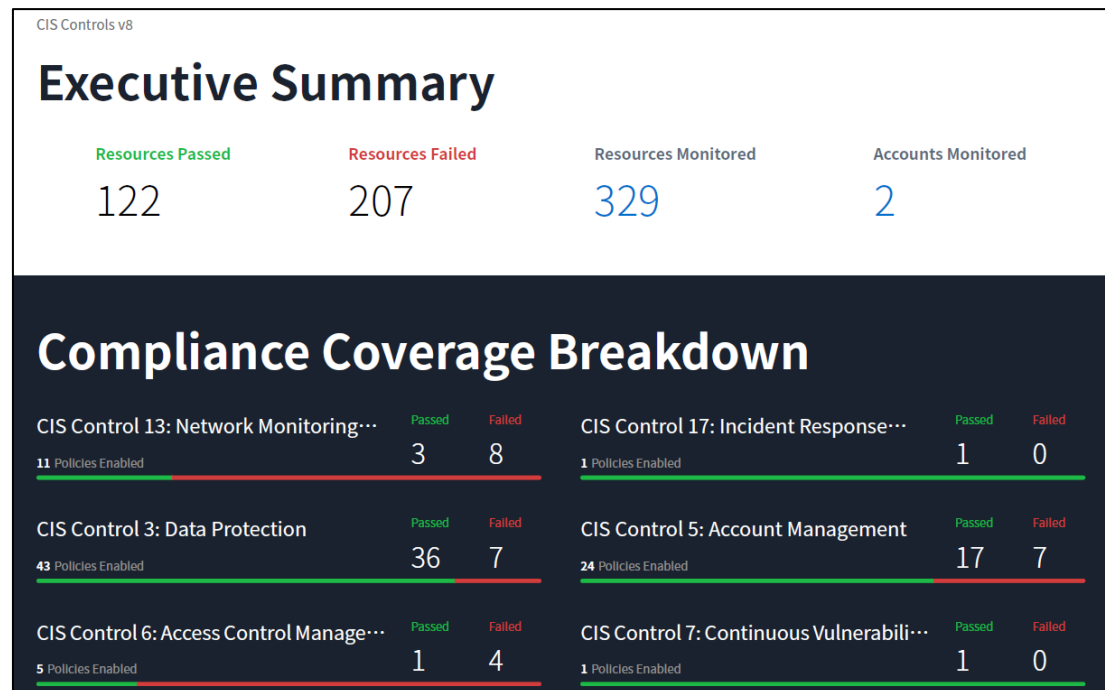 CIS Controls v8
Executive Summary
Resources Passed Resources Failed Resources Monitored Accounts Monitored
122 207 329 2
Compliance Coverage Breakdown
CIS Control 13: Network Monitoring··· Passed Failed
11 Policies Enabled 3 8
CIS Control 17: Incident Response··· Passed Failed
1 Policies Enabled 1 0
CIS Control 3: Data Protection Passed Failed
43 Policies Enabled 36 7
CIS Control 5: Account Management Passed Failed
24 Policies Enabled 17 7
CIS Control 6: Access Control Manage··· Passed Failed
5 Policies Enabled 1 4
CIS Control 7: Continuous Vulnerabili··· Passed Failed
1 Policies Enabled 1 0